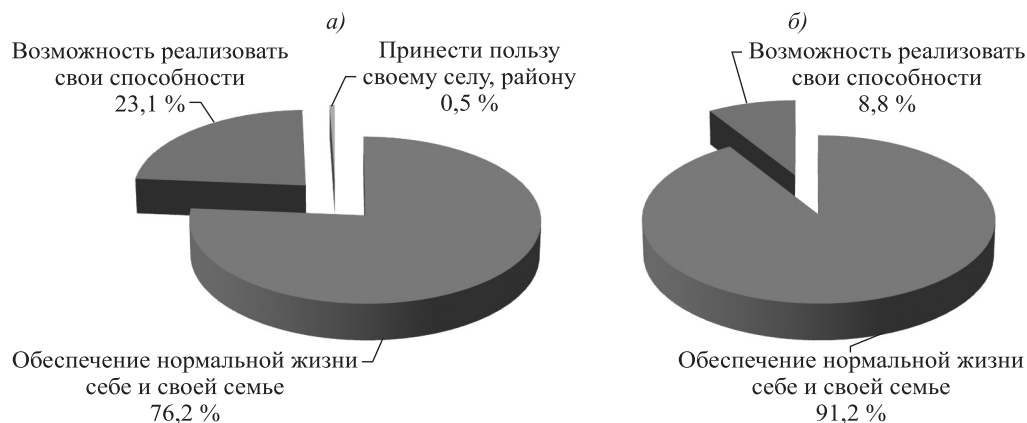 а)
Возможность реализовать
свои способности
23,1 %
Принести пользу
своему селу, району
0,5 %
Обеспечение нормальной жизни
себе и своей семье
76,2 %
б)
Возможность реализовать
свои способности
8,8 %
Обеспечение нормальной жизни
себе и своей семье
91,2 %